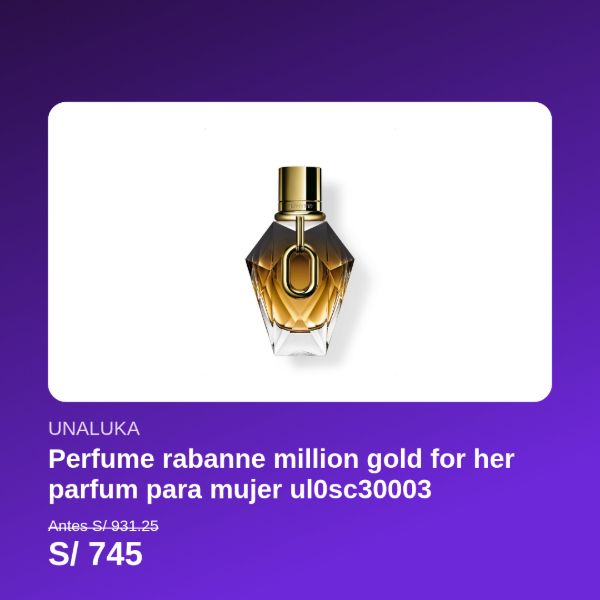 UNALUKA
Perfume rabanne million gold for her
parfum para mujer ul0sc30003
Antes S/ 931.25
S/ 745